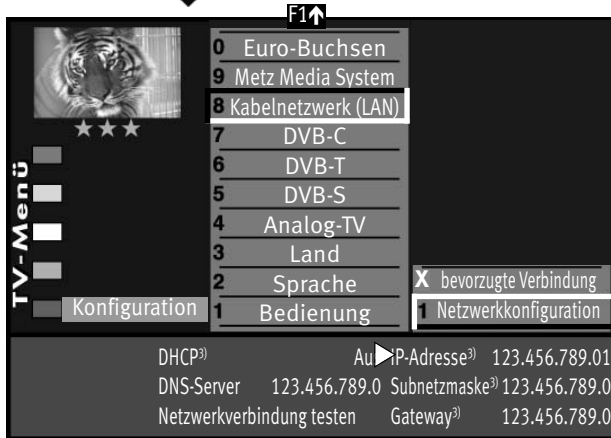 F1
0 Euro-Buchsen
9 Metz Media System
8 Kabelnetzwerk (LAN)
7 DVB-C
6 DVB-T
5 DVB-S
4 Analog-TV
3 Land
2 Sprache
1 Bedienung
TV-Menü
Konfiguration
X bevorzugte Verbindung
1 Netzwerkkonfiguration
DHCP3) IP-Adresse3) 123.456.789.01
DNS-Server 123.456.789.0 Subnetzmaske3) 123.456.789.0
Netzwerkverbindung testen Gateway3) 123.456.789.0